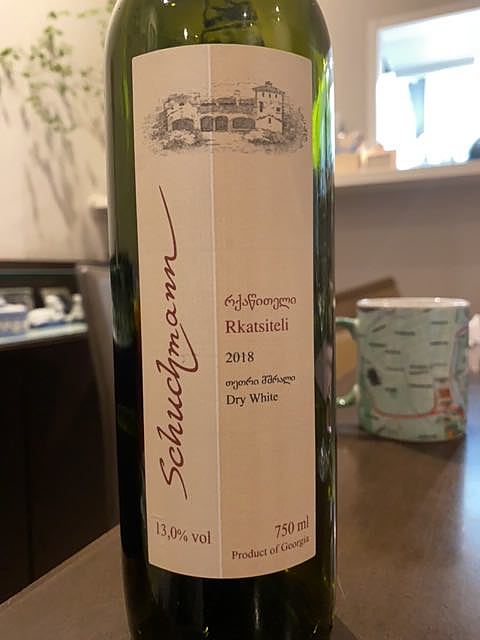 Schuchmann
რქაწითელი
Rkatsiteli
2018
თეთრი მშრალი
Dry White
13,0% vol
750 ml
Product of Georgia